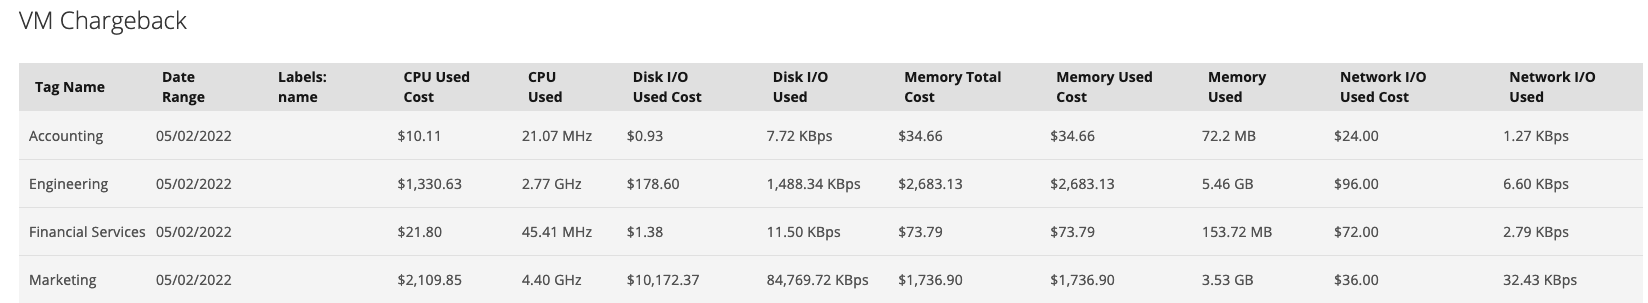 VM Chargeback
Tag Name Date Range Labels: name CPU Used Cost CPU Used Disk I/O Used Cost Disk I/O Used Memory Total Cost Memory Used Cost Memory Used Network I/O Used Cost Network I/O Used
Accounting 05/02/2022 $10.11 21.07 MHz $0.93 7.72 KBps $34.66 $34.66 72.2 MB $24.00 1.27 KBps
Engineering 05/02/2022 $1,330.63 2.77 GHz $178.60 1,488.34 KBps $2,683.13 $2,683.13 5.46 GB $96.00 6.60 KBps
Financial Services 05/02/2022 $21.80 45.41 MHz $1.38 11.50 KBps $73.79 $73.79 153.72 MB $72.00 2.79 KBps
Marketing 05/02/2022 $2,109.85 4.40 GHz $10,172.37 84,769.72 KBps $1,736.90 $1,736.90 3.53 GB $36.00 32.43 KBps